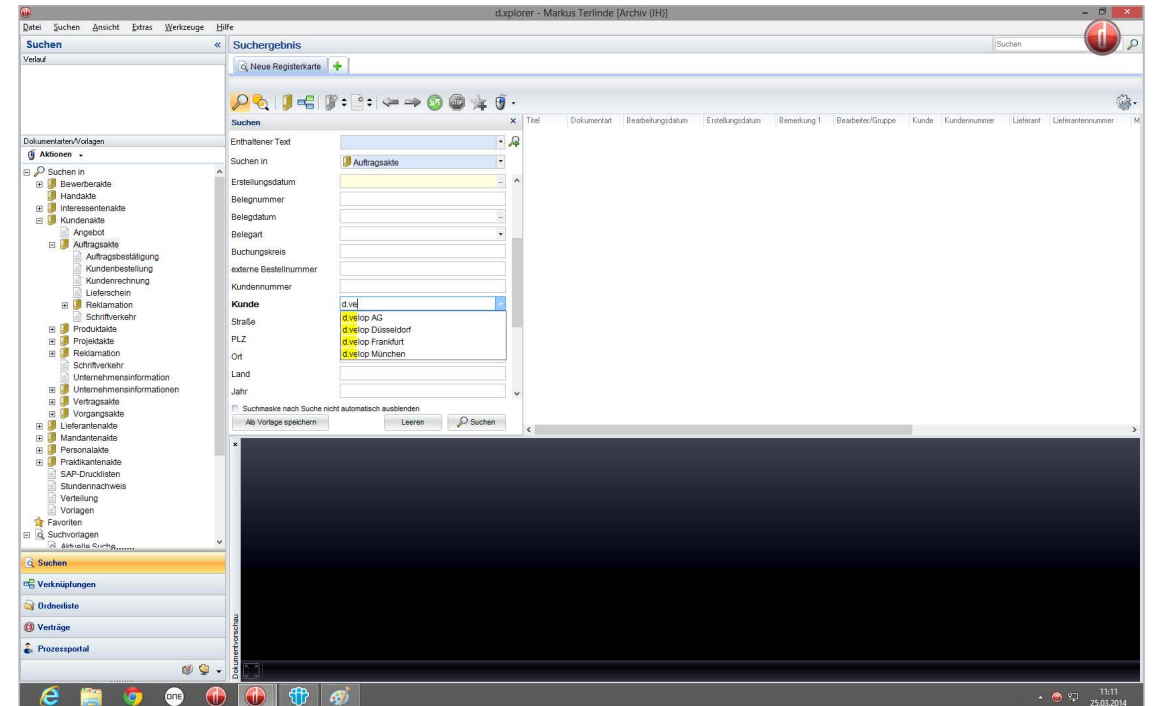 d.xplorer - Markus Terlinde [Archiv (IH)]
Datei Suchen Ansicht Extras Werkzeuge Hilfe
Suchen «
Verlauf
Dokumentarten/Vorlagen
Aktionen
Suchen in
Bewerberakte
Handakte
Interessentenakte
Kundenakte
Angebot
Auftragsakte
Auftragsbestätigung
Kundenbestellung
Kundenrechnung
Lieferschein
Reklamation
Schriftverkehr
Produktakte
Projektakte
Reklamation
Schriftverkehr
Unternehmensinformation
Unternehmensinformationen
Vertragsakte
Vorgangsakte
Lieferantenakte
Mandantenakte
Personalakte
Praktikantenakte
SAP-Drucklisten
Stundennachweis
Verteilung
Vorlagen
Favoriten
Suchvorlagen
Aktuelle Suche
Suchen
Verknüpfungen
Ordnerliste
Verträge
Prozessportal
Suchergebnis
Suchen
Neue Registerkarte
STOP
Suchen x
Enthaltener Text
Suchen in Auftragsakte
Erstellungsdatum
Belegnummer
Belegdatum
Belegart
Buchungskreis
externe Bestellnummer
Kundennummer
Kunde d.ve
d.velop AG
Straße
d.velop Düsseldorf
PLZ
d.velop Frankfurt
d.velop München
Ort
Land
Jahr
Suchmaske nach Suche nicht automatisch ausblenden
Als Vorlage speichern Leeren Suchen
Titel Dokumentart Bearbeitungsdatum Erstellungsdatum Bemerkung 1 Bearbeiter/Gruppe Kunde Kundennummer Lieferant Lieferantennummer M
Dokumentvorschau
one
11:11
25.03.2014